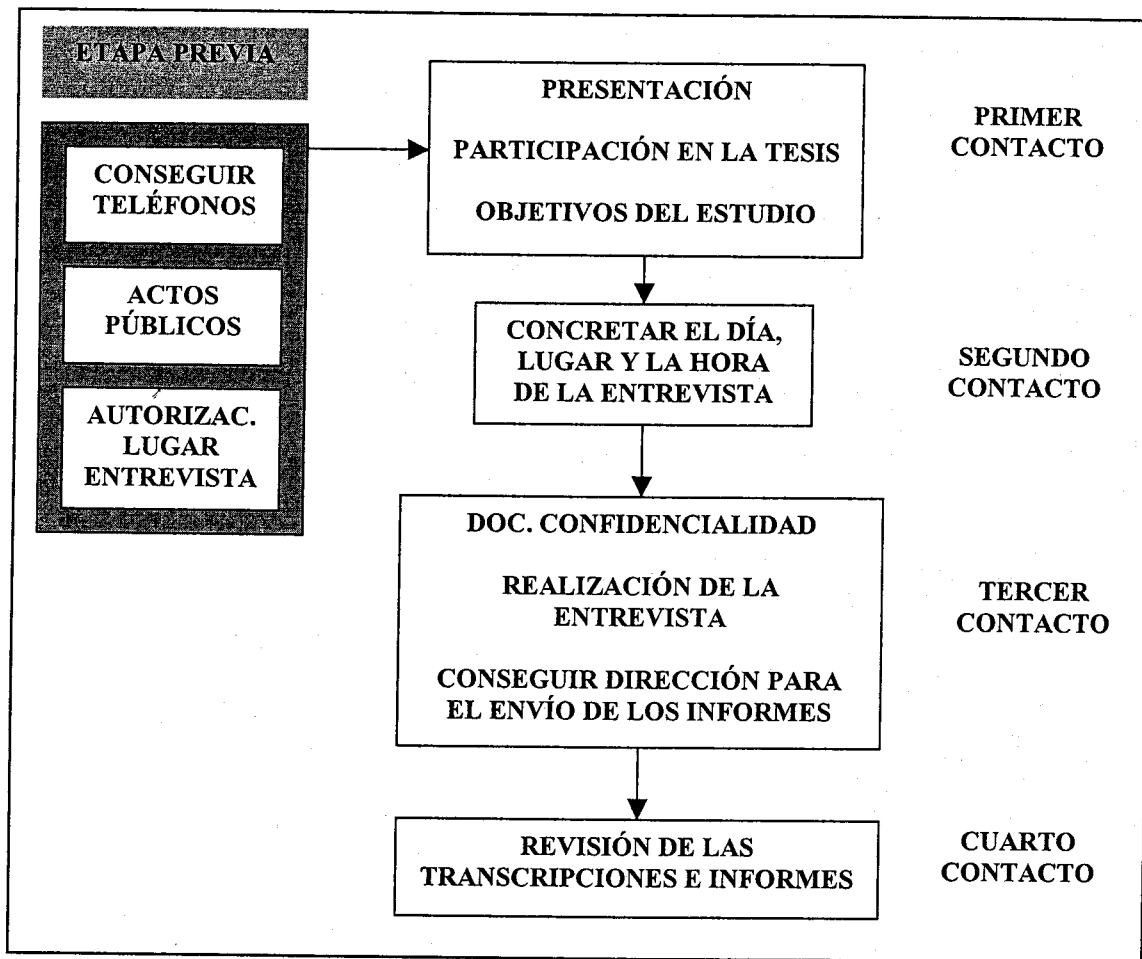 ETAPA PREVIA
CONSEGUIR
TELÉFONOS
ACTOS
PÚBLICOS
AUTORIZAC.
LUGAR
ENTREVISTA
PRESENTACIÓN
PARTICIPACIÓN EN LA TESIS
OBJETIVOS DEL ESTUDIO
PRIMER
CONTACTO
CONCRETAR EL DÍA,
LUGAR Y LA HORA
DE LA ENTREVISTA
SEGUNDO
CONTACTO
DOC. CONFIDENCIALIDAD
REALIZACIÓN DE LA
ENTREVISTA
CONSEGUIR DIRECCIÓN PARA
EL ENVÍO DE LOS INFORMES
TERCER
CONTACTO
REVISIÓN DE LAS
TRANSCRIPCIONES E INFORMES
CUARTO
CONTACTO